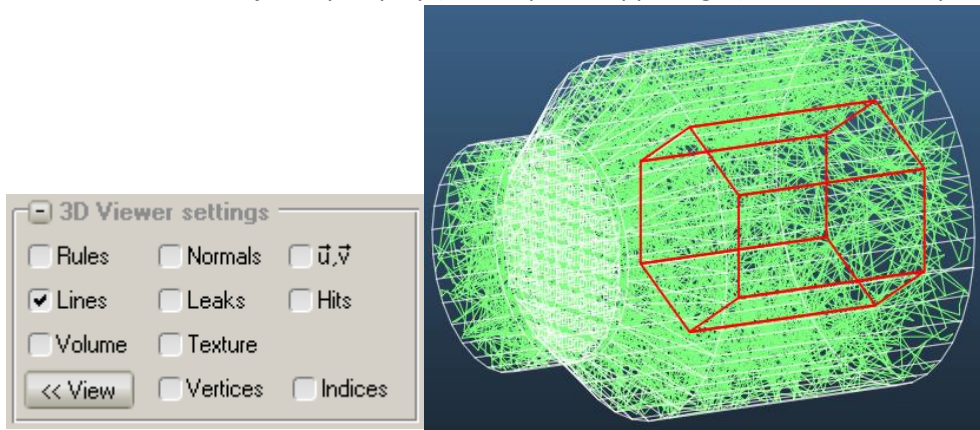 3D Viewer settings
Rules Normals u⃗,v⃗
Lines Leaks Hits
Volume Texture
<< View Vertices Indices